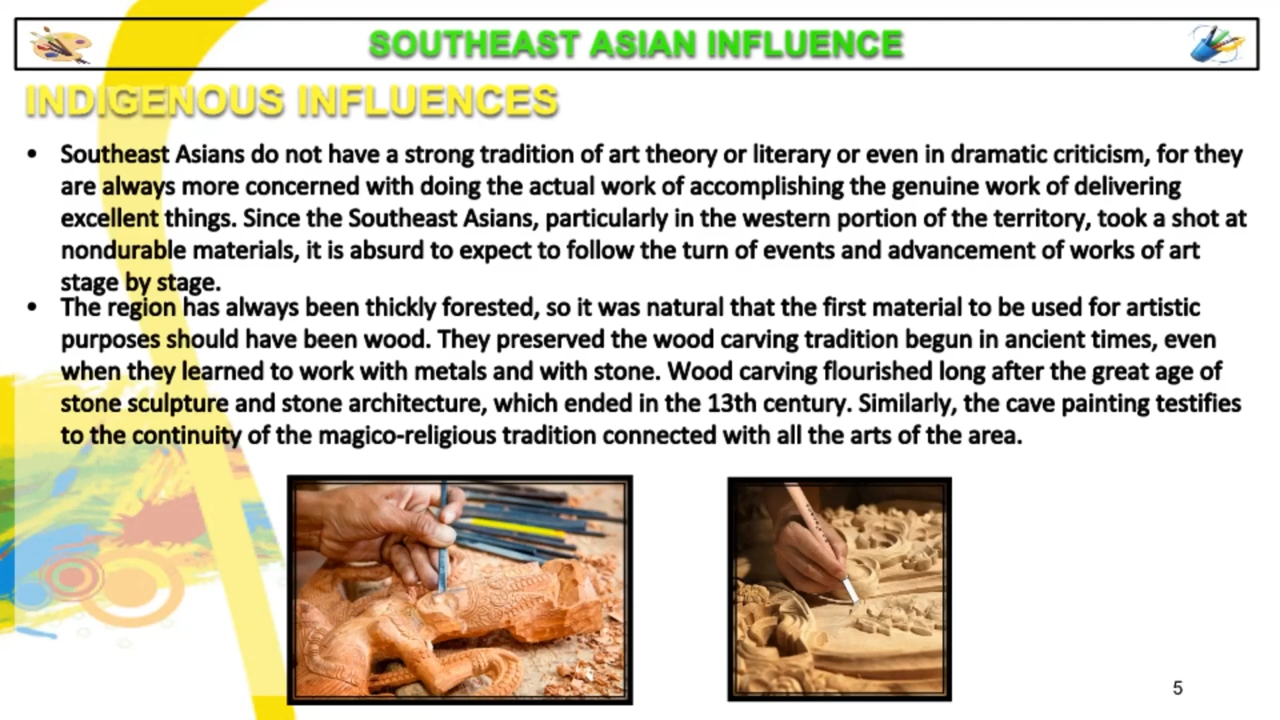 SOUTHEAST ASIAN INFLUENCE
INDIGENOUS INFLUENCES
• Southeast Asians do not have a strong tradition of art theory or literary or even in dramatic criticism, for they
are always more concerned with doing the actual work of accomplishing the genuine work of delivering
excellent things. Since the Southeast Asians, particularly in the western portion of the territory, took a shot at
nondurable materials, it is absurd to expect to follow the turn of events and advancement of works of art
stage by stage.
• The region has always been thickly forested, so it was natural that the first material to be used for artistic
purposes should have been wood. They preserved the wood carving tradition begun in ancient times, even
when they learned to work with metals and with stone. Wood carving flourished long after the great age of
stone sculpture and stone architecture, which ended in the 13th century. Similarly, the cave painting testifies
to the continuity of the magico-religious tradition connected with all the arts of the area.
5